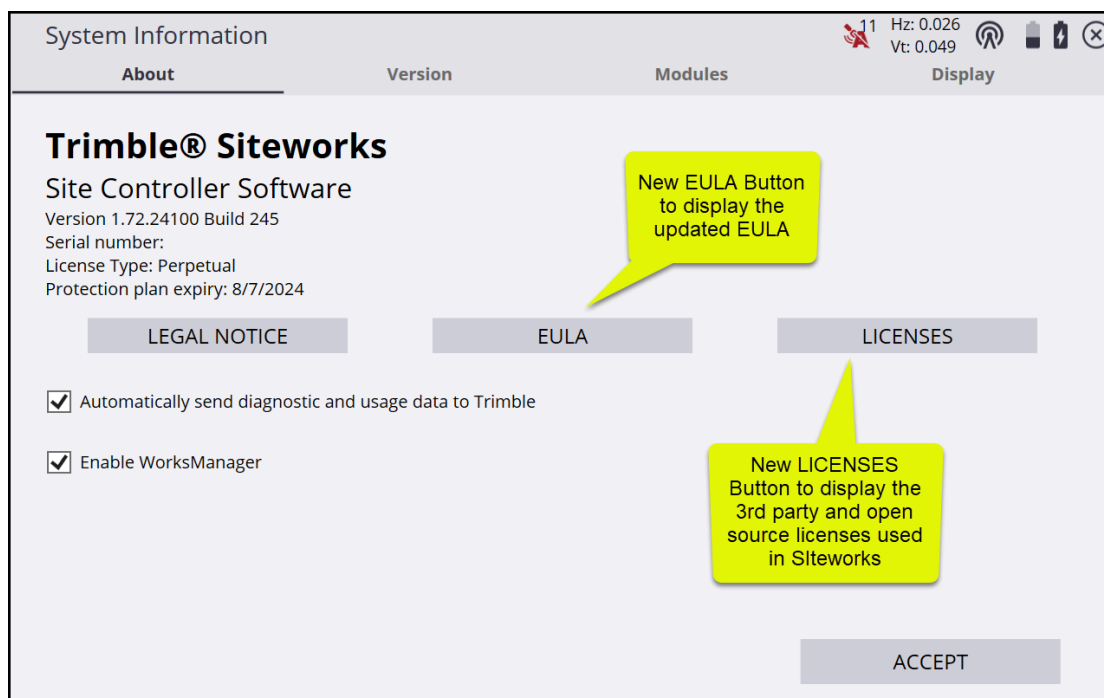 System Information
11
Hz: 0.026
Vt: 0.049
About
Version
Modules
Display
Trimble® Siteworks
Site Controller Software
Version 1.72.24100 Build 245
Serial number:
License Type: Perpetual
Protection plan expiry: 8/7/2024
New EULA Button
to display the
updated EULA
LEGAL NOTICE
EULA
LICENSES
Automatically send diagnostic and usage data to Trimble
Enable WorksManager
New LICENSES
Button to display the
3rd party and open
source licenses used
in SIteworks
ACCEPT